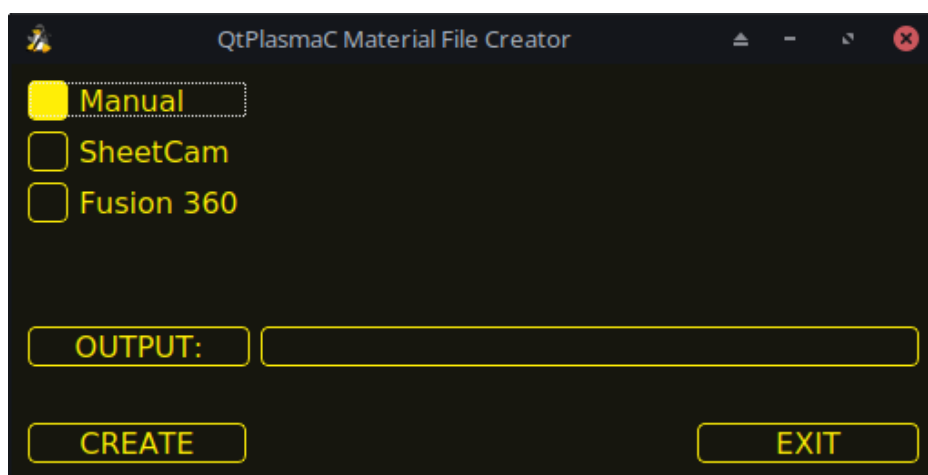 QtPlasmaC Material File Creator
Manual
SheetCam
Fusion 360
OUTPUT:
CREATE EXIT